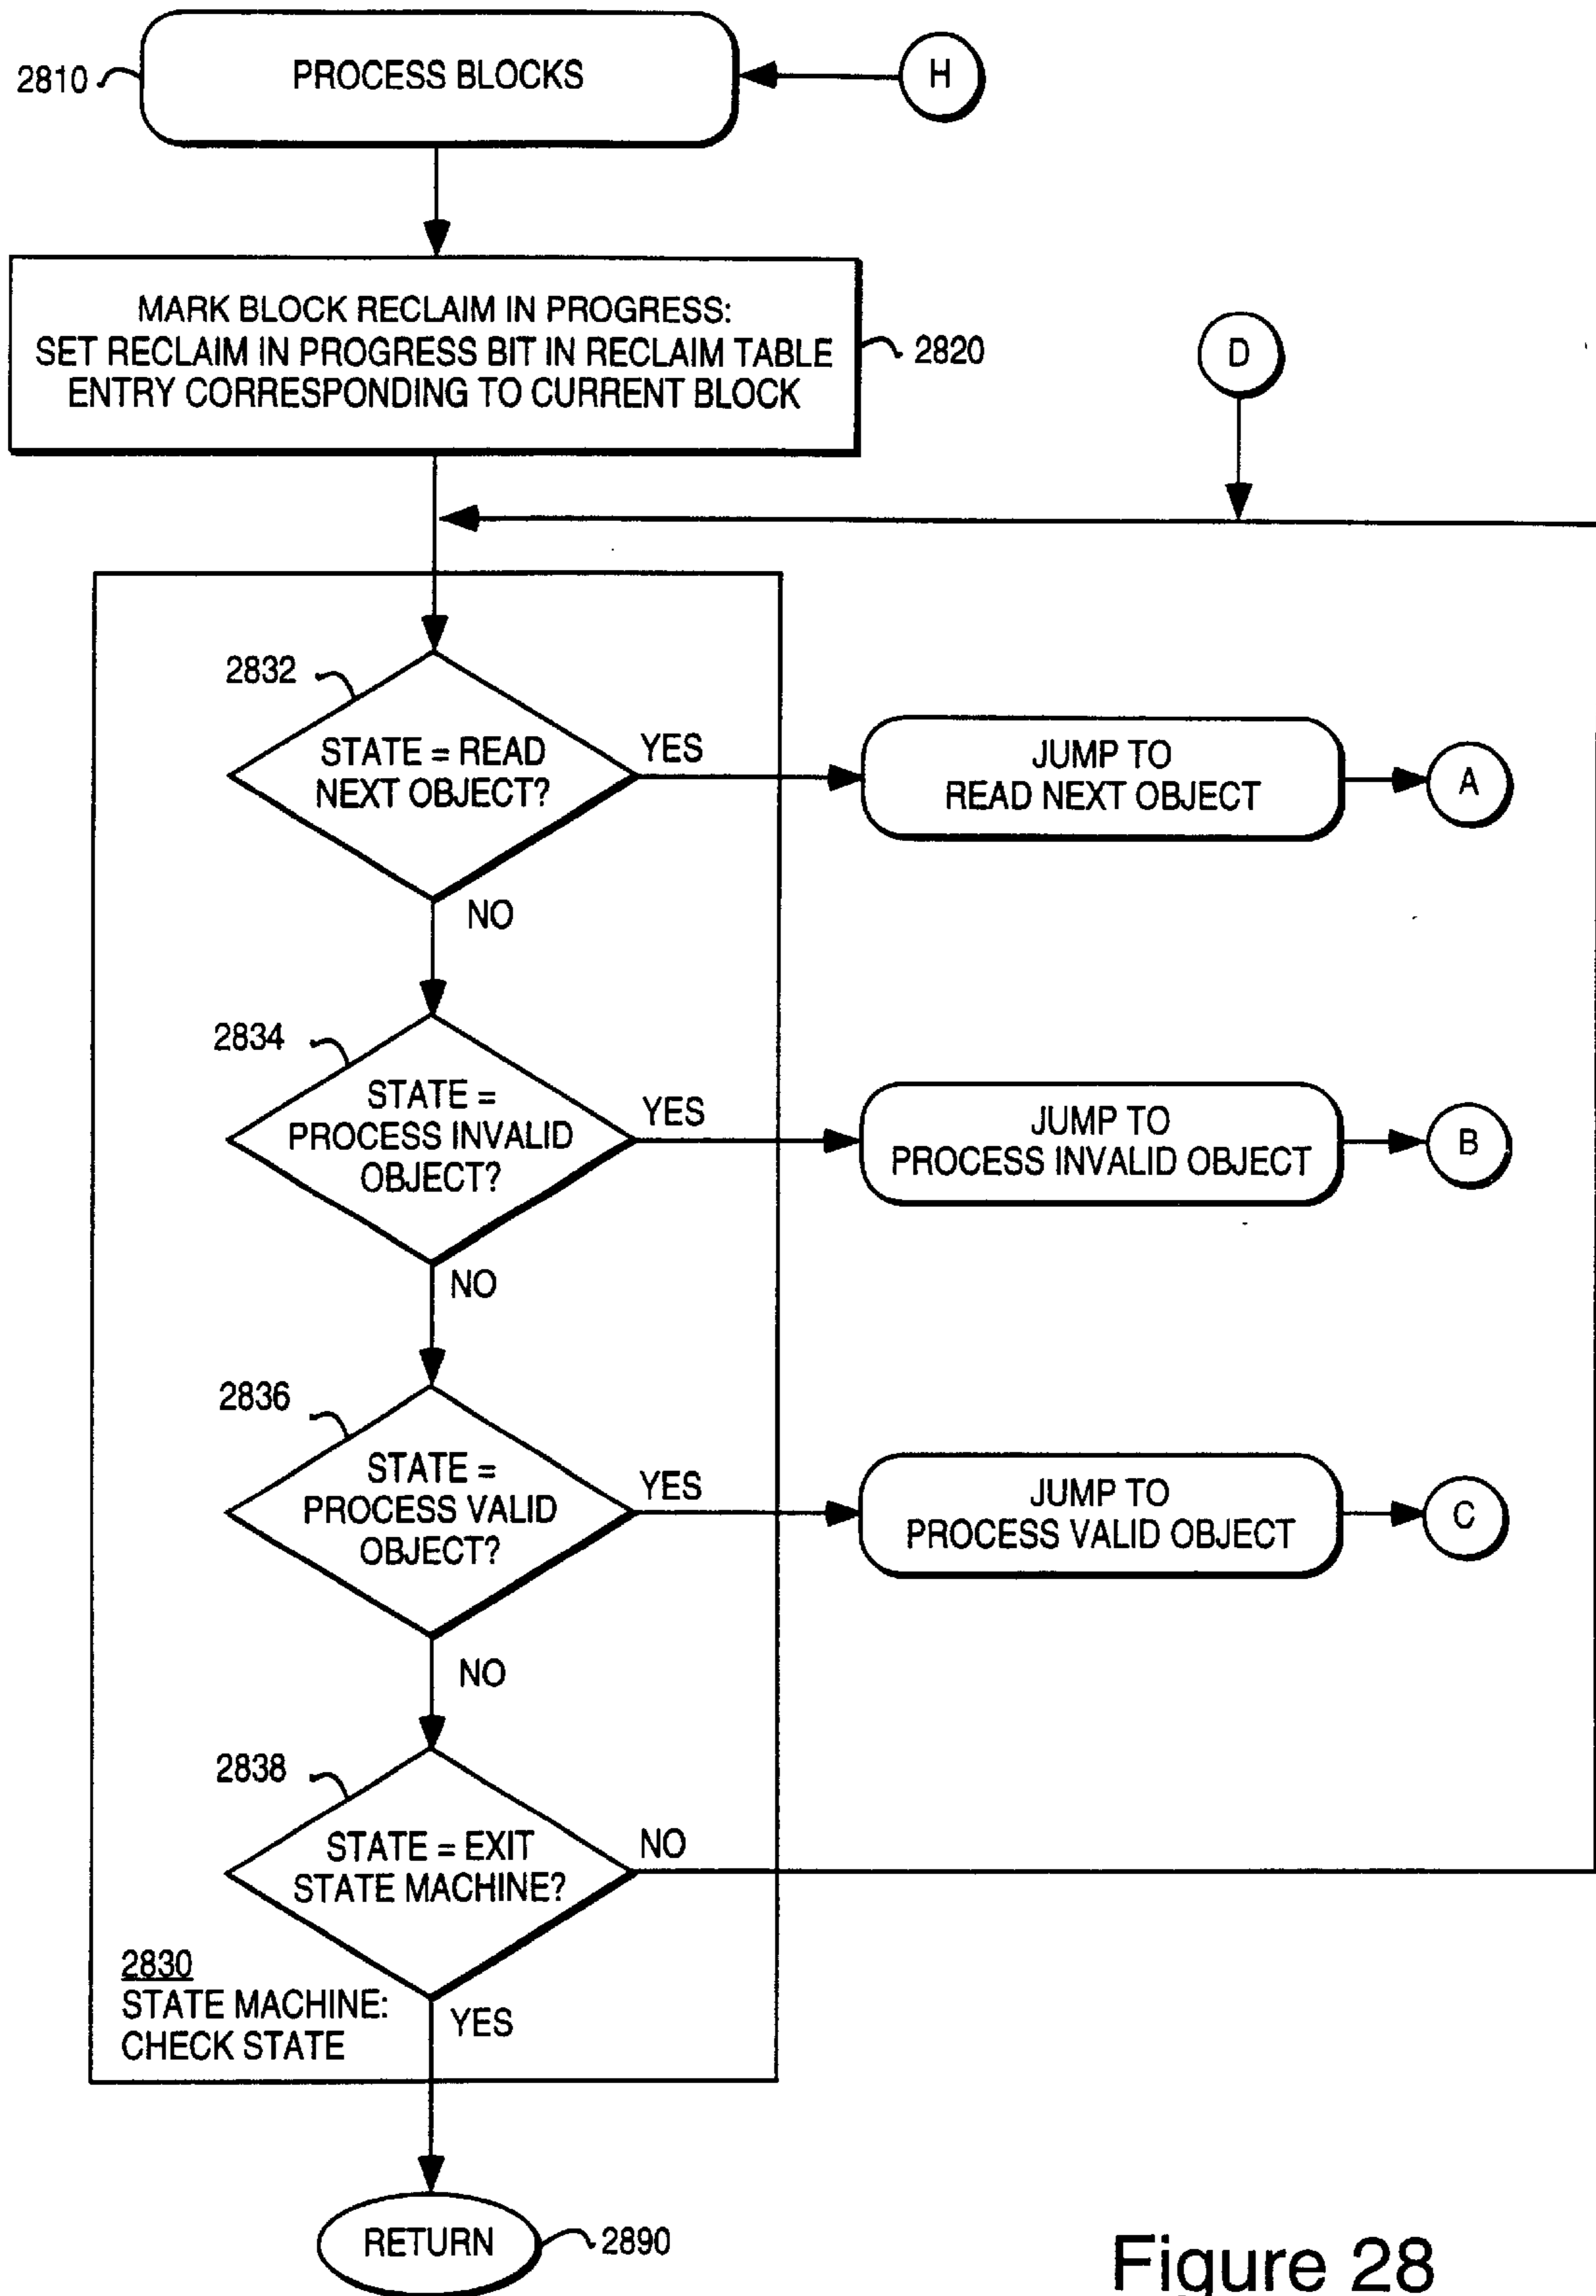 2810
PROCESS BLOCKS
H
MARK BLOCK RECLAIM IN PROGRESS:
SET RECLAIM IN PROGRESS BIT IN RECLAIM TABLE
ENTRY CORRESPONDING TO CURRENT BLOCK
2820
D
2832
STATE = READ
NEXT OBJECT?
YES
JUMP TO
READ NEXT OBJECT
A
NO
2834
STATE =
PROCESS INVALID
OBJECT?
YES
JUMP TO
PROCESS INVALID OBJECT
B
NO
2836
STATE =
PROCESS VALID
OBJECT?
YES
JUMP TO
PROCESS VALID OBJECT
C
NO
2838
STATE = EXIT
STATE MACHINE?
NO
2830
STATE MACHINE:
CHECK STATE
YES
RETURN
2890
Figure 28